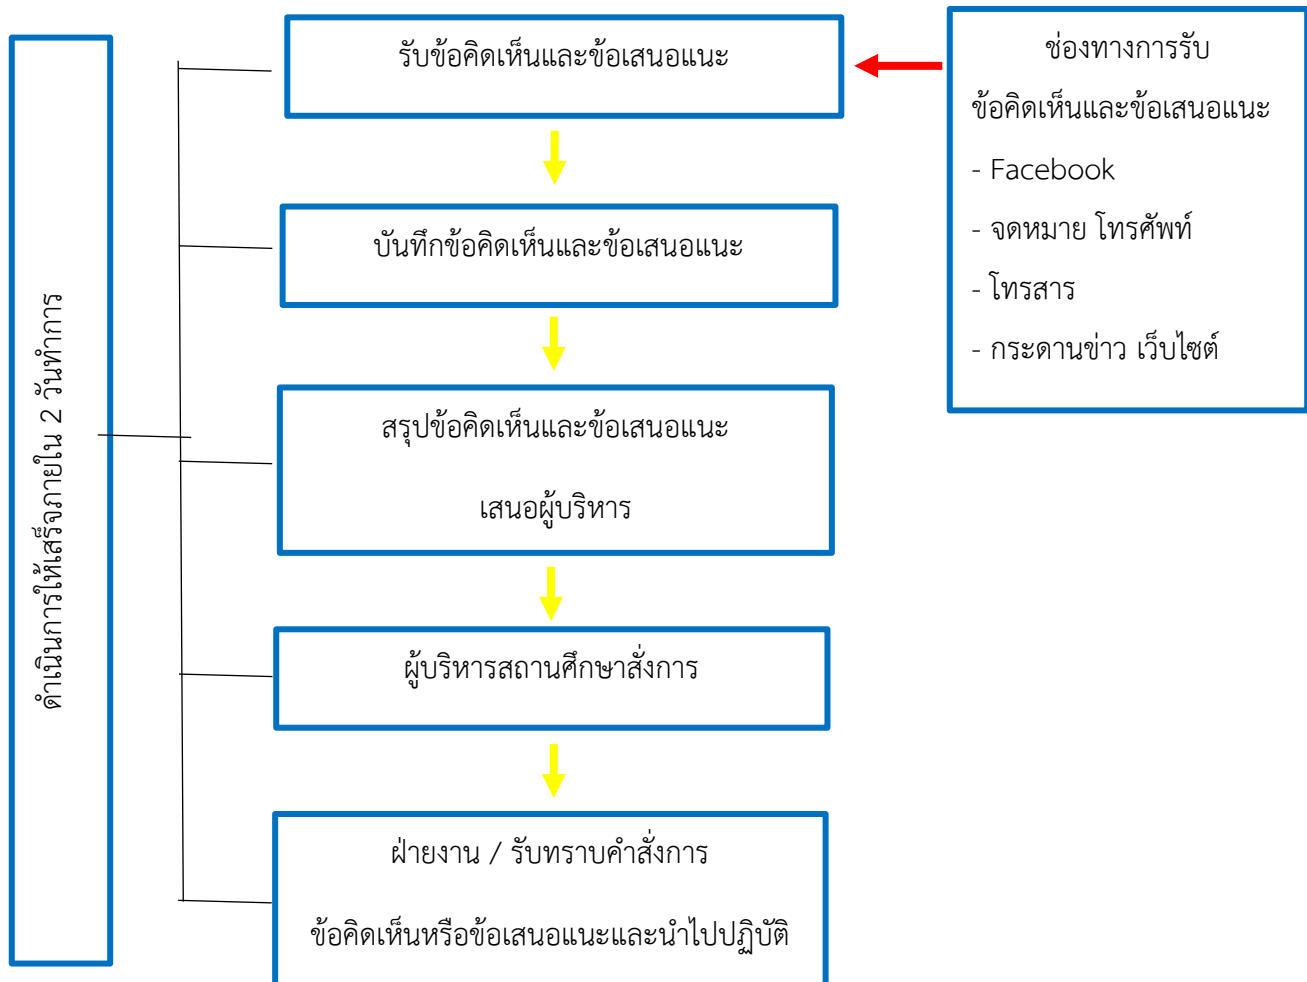 รับข้อคิดเห็นและข้อเสนอแนะ
ช่องทางการรับ
ข้อคิดเห็นและข้อเสนอแนะ
- Facebook
- จดหมาย โทรศัพท์
- โทรสาร
- กระดานข่าว เว็บไซต์
บันทึกข้อคิดเห็นและข้อเสนอแนะ
สรุปข้อคิดเห็นและข้อเสนอแนะ
เสนอผู้บริหาร
ผู้บริหารสถานศึกษาสั่งการ
ฝ่ายงาน / รับทราบคำสั่งการ
ข้อคิดเห็นหรือข้อเสนอแนะและนำไปปฏิบัติ
ดำเนินการให้เสร็จภายใน 2 วันทำการ